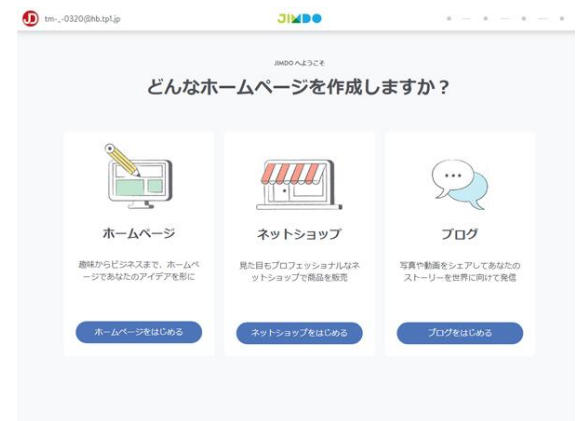 JD tm-_-0320@hb.tp1.jp
JIMDO
JIMDO へようこそ
どんなホームページを作成しますか？
ホームページ
趣味からビジネスまで、ホームペ
ージであなたのアイデアを形に
ホームページをはじめる
ネットショップ
見た目もプロフェッショナルなネ
ットショップで商品を販売
ネットショップをはじめる
ブログ
写真や動画をシェアしてあなたの
ストーリーを世界に向けて発信
ブログをはじめる